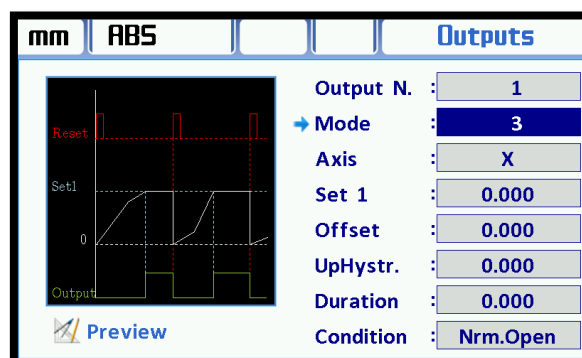 mm ABS Outputs
Output N. : 1
Mode : 3
Axis : X
Set 1 : 0.000
Offset : 0.000
UpHystr. : 0.000
Duration : 0.000
Condition : Nrm.Open
Reset
Set1
0
Output
Preview